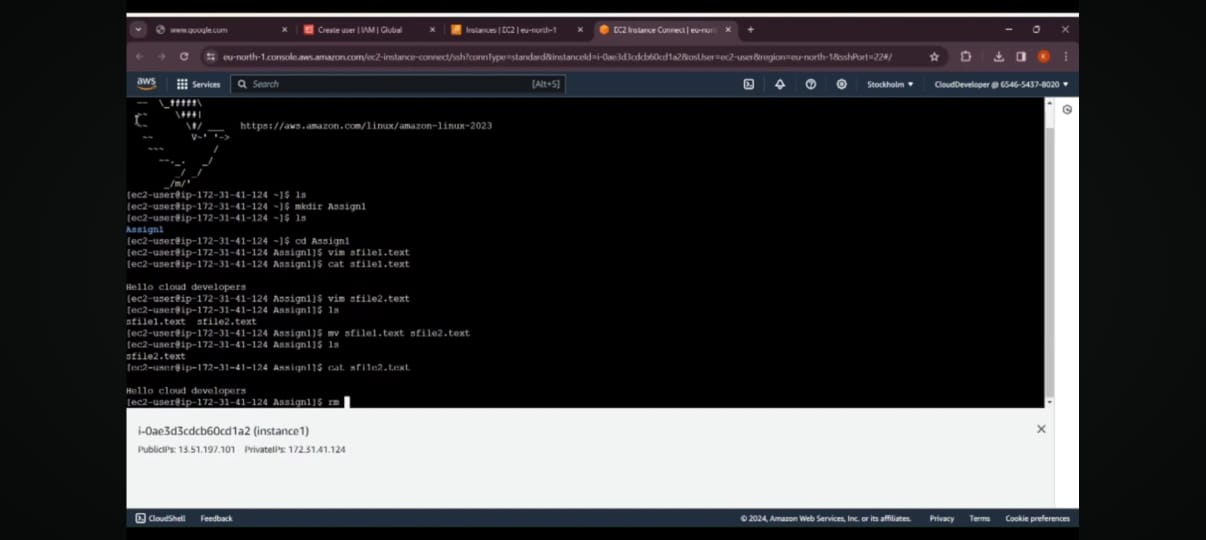 www.google.com
Create user | IAM | Global
Instances | EC2 | eu-north-1
EC2 Instance Connect | eu-nor
eu-north-1.console.aws.amazon.com/ec2-instance-connect/ssh?connType=standard&instanceId=i-0ae3d3cdcb60cd1a2&osUser=ec2-user&region=eu-north-1&sshPort=22#/
aws
Services
Search
[Alt+S]
Stockholm
CloudDeveloper @ 6546-5437-8020
https://aws.amazon.com/linux/amazon-linux-2023
[ec2-user@ip-172-31-41-124 ~]$ ls
[ec2-user@ip-172-31-41-124 ~]$ mkdir Assign1
[ec2-user@ip-172-31-41-124 ~]$ ls
Assign1
[ec2-user@ip-172-31-41-124 ~]$ cd Assign1
[ec2-user@ip-172-31-41-124 Assign1]$ vim sfile1.text
[ec2-user@ip-172-31-41-124 Assign1]$ cat sfile1.text
Hello cloud developers
[ec2-user@ip-172-31-41-124 Assign1]$ vim sfile2.text
[ec2-user@ip-172-31-41-124 Assign1]$ ls
sfile1.text  sfile2.text
[ec2-user@ip-172-31-41-124 Assign1]$ mv sfile1.text sfile2.text
[ec2-user@ip-172-31-41-124 Assign1]$ ls
sfile2.text
[ec2-user@ip-172-31-41-124 Assign1]$ cat sfile2.text
Hello cloud developers
[ec2-user@ip-172-31-41-124 Assign1]$ rm
i-0ae3d3cdcb60cd1a2 (instance1)
PublicIPs: 13.51.197.101 PrivateIPs: 172.31.41.124
CloudShell
Feedback
© 2024, Amazon Web Services, Inc. or its affiliates.
Privacy
Terms
Cookie preferences